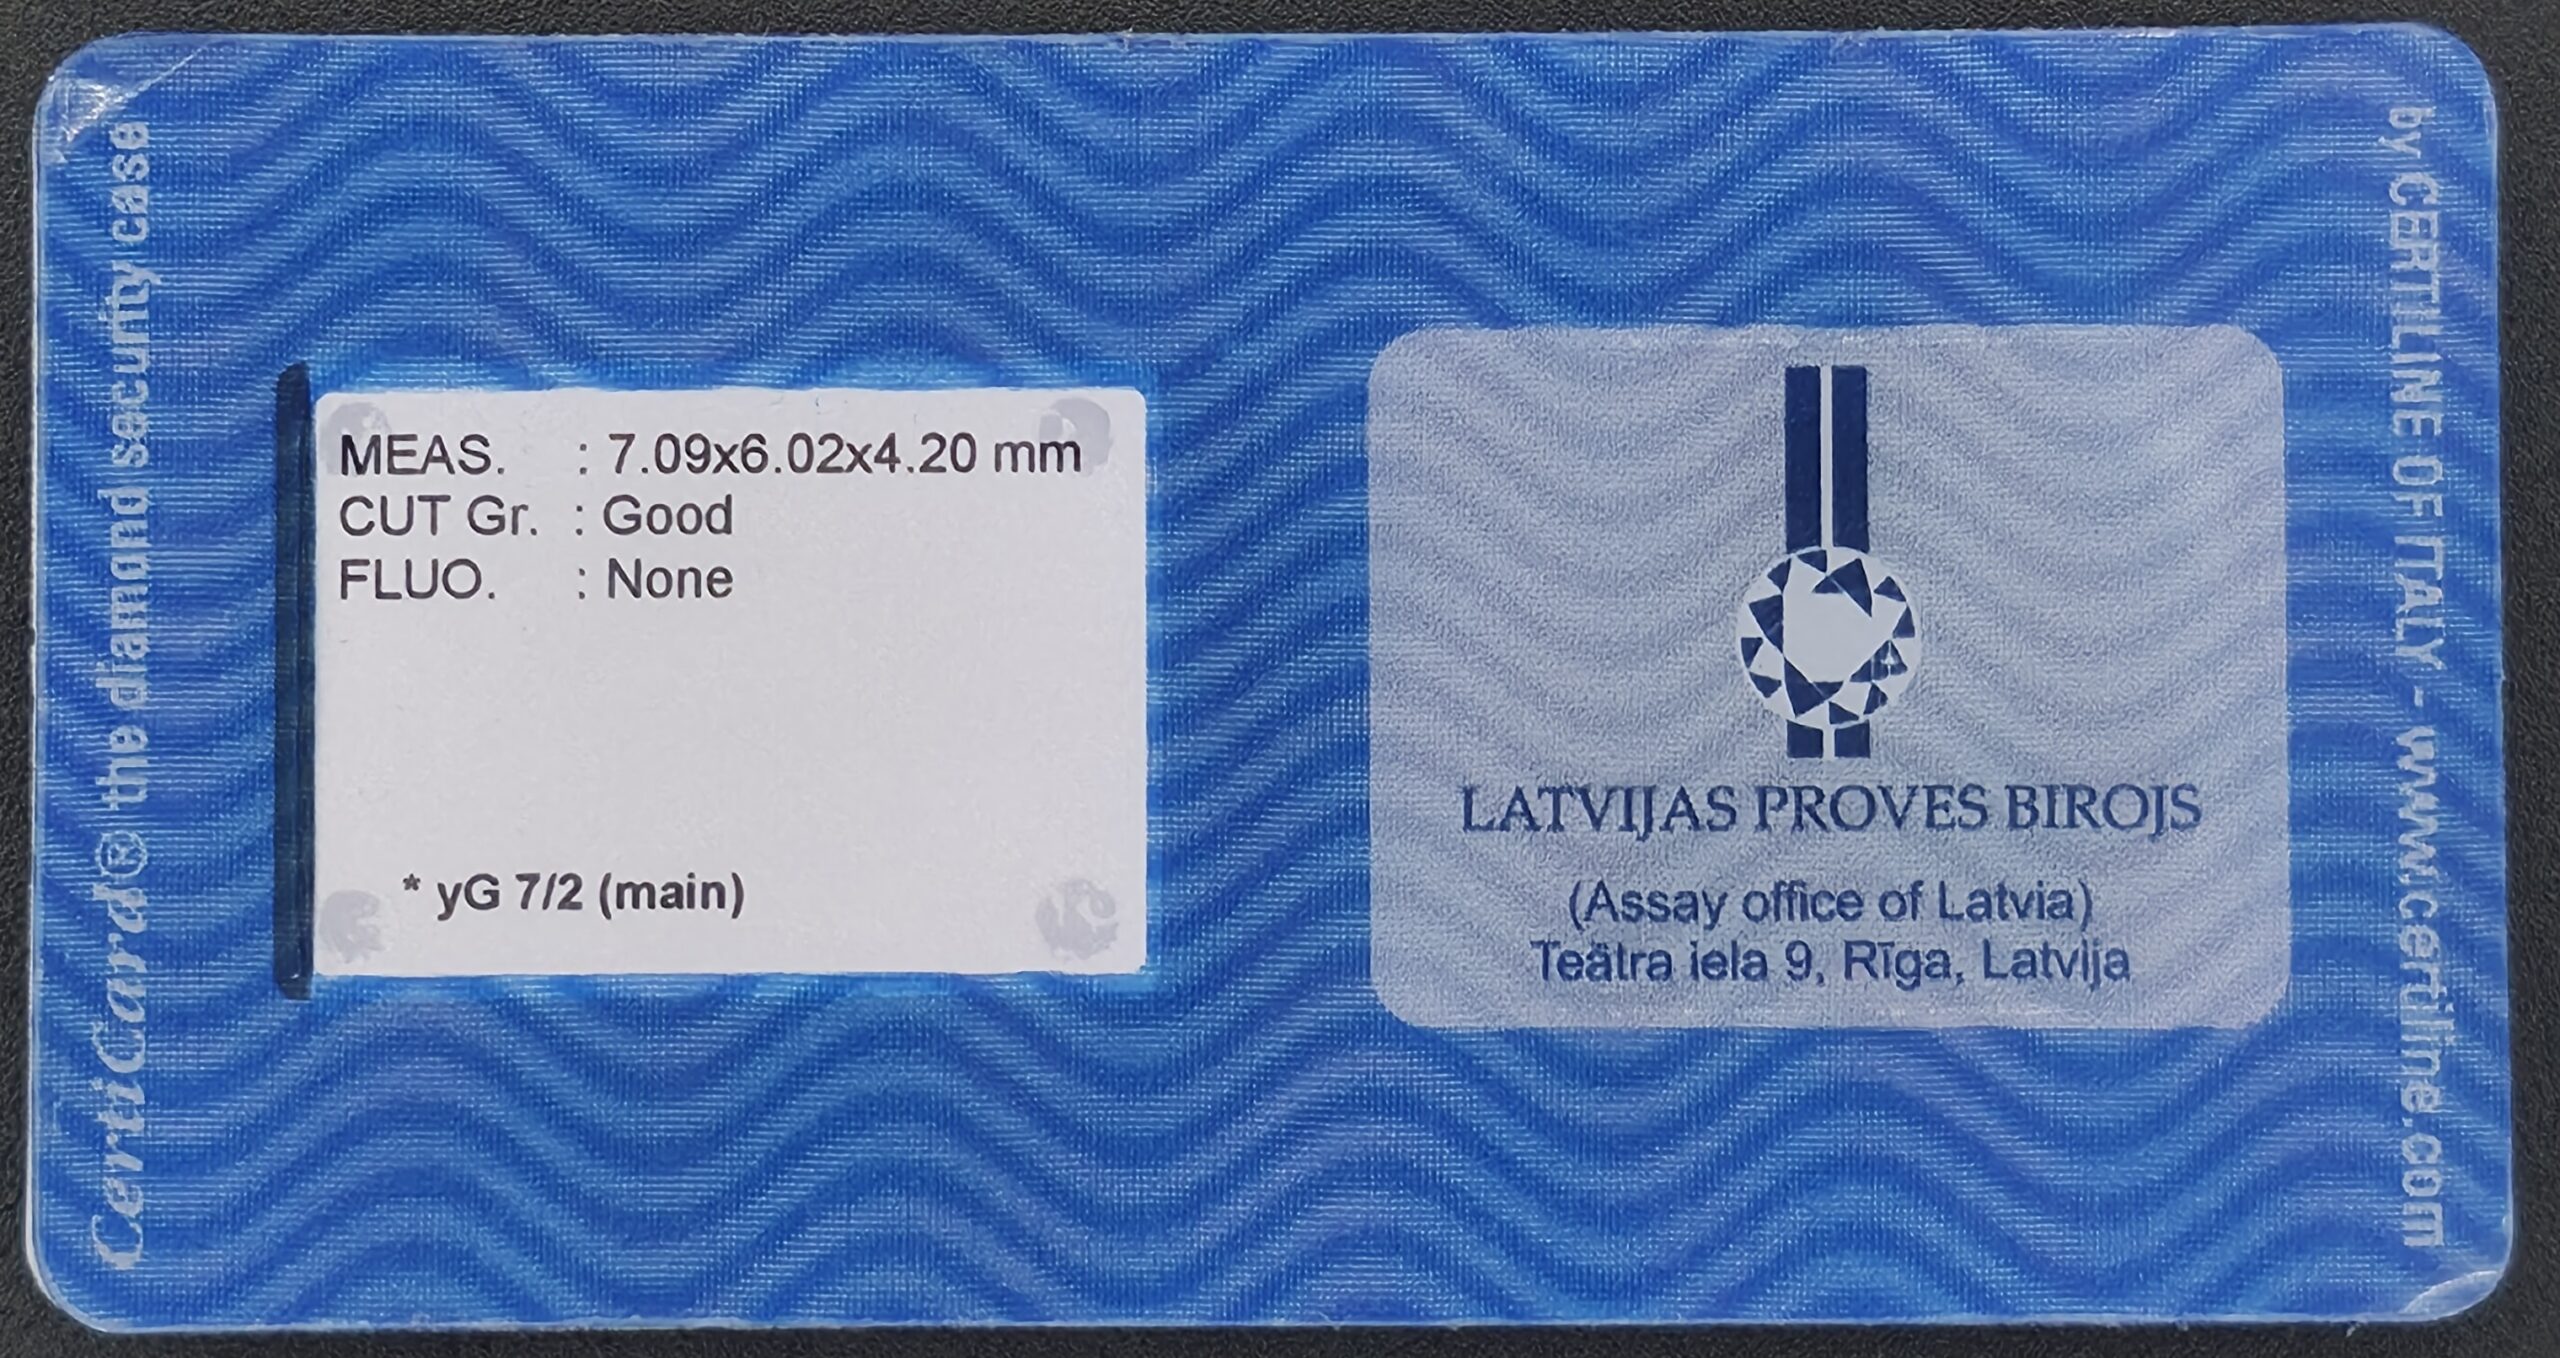 CertiCard® the diamand security case
MEAS. : 7.09x6.02x4.20 mm
CUT Gr. : Good
FLUO. : None
* yG 7/2 (main)
LATVIJAS PROVES BIROJS
(Assay office of Latvia)
Teātra iela 9, Rīga, Latvija
by CERTILINE OF ITALY - www.certiline.com